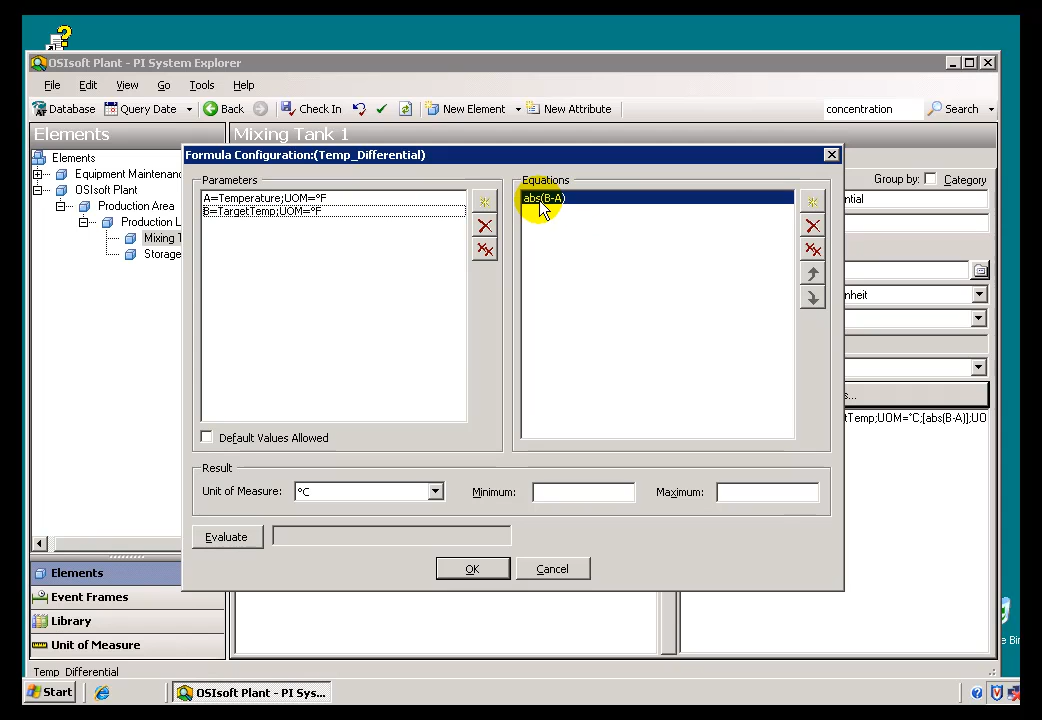 OSIsoft Plant - PI System Explorer
File Edit View Go Tools Help
Database Query Date Back Check In New Element New Attribute concentration Search
Elements
Mixing Tank 1
Elements
Equipment Maintenanc
OSIsoft Plant
Production Area
Production L
Mixing T
Storage
Formula Configuration:(Temp_Differential)
Parameters
A=Temperature;UOM=°F
B=TargetTemp;UOM=°F
Default Values Allowed
Equations
abs(B-A)
Result
Unit of Measure: °C Minimum: Maximum:
Evaluate
OK Cancel
Group by: Category
ntial
nheit
s...
tTemp;UOM=°C;[abs(B-A)];UO
Elements
Event Frames
Library
Unit of Measure
Temp Differential
e Bin
Start OSIsoft Plant - PI Sys...